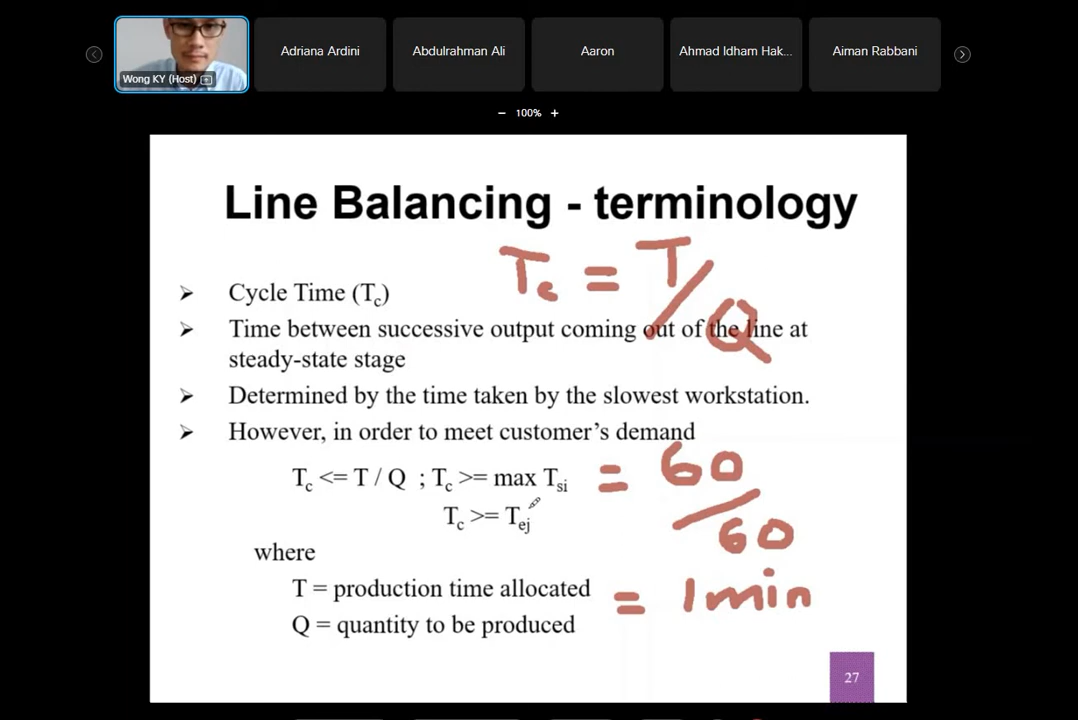 Wong KY (Host)
Adriana Ardini
Abdulrahman Ali
Aaron
Ahmad Idham Hak...
Aiman Rabbani
− 100% +
Line Balancing - terminology
Tc = T/Q
➢ Cycle Time (Tc)
➢ Time between successive output coming out of the line at
steady-state stage
➢ Determined by the time taken by the slowest workstation.
➢ However, in order to meet customer's demand
Tc <= T / Q ; Tc >= max Tsi
= 60/60
Tc >= Tej
where
T = production time allocated
= 1 min
Q = quantity to be produced
27